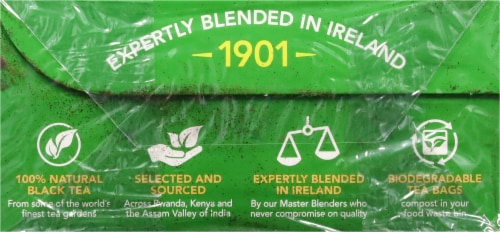 EXPERTLY BLENDED IN IRELAND
1901
100% NATURAL
BLACK TEA
From some of the world's
finest tea gardens
SELECTED AND
SOURCED
Across Rwanda, Kenya and
the Assam Valley of India
EXPERTLY BLENDED
IN IRELAND
By our Master Blenders who
never compromise on quality
BIODEGRADABLE
TEA BAGS
compost in your
food waste bin